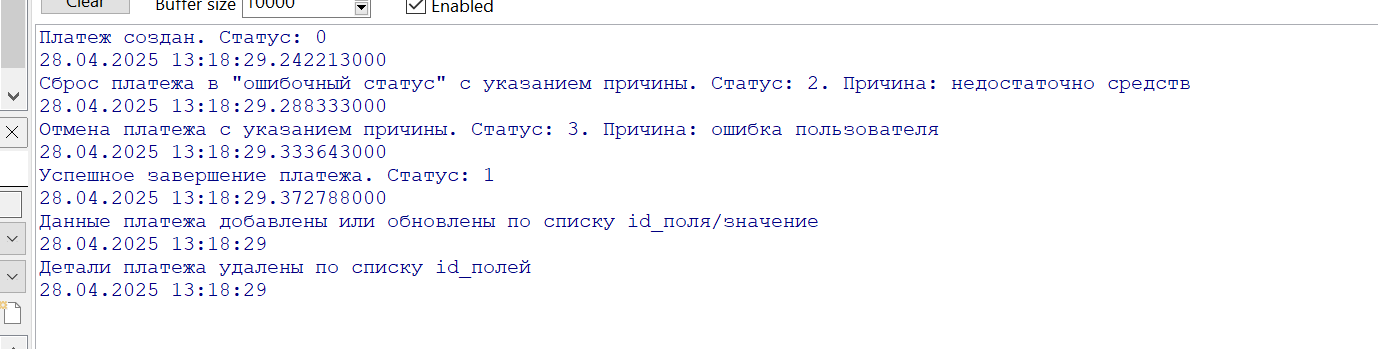 Clear Buffer size 10000 Enabled
Платеж создан. Статус: 0
28.04.2025 13:18:29.242213000
Сброс платежа в "ошибочный статус" с указанием причины. Статус: 2. Причина: недостаточно средств
28.04.2025 13:18:29.288333000
Отмена платежа с указанием причины. Статус: 3. Причина: ошибка пользователя
28.04.2025 13:18:29.333643000
Успешное завершение платежа. Статус: 1
28.04.2025 13:18:29.372788000
Данные платежа добавлены или обновлены по списку id_поля/значение
28.04.2025 13:18:29
Детали платежа удалены по списку id_полей
28.04.2025 13:18:29